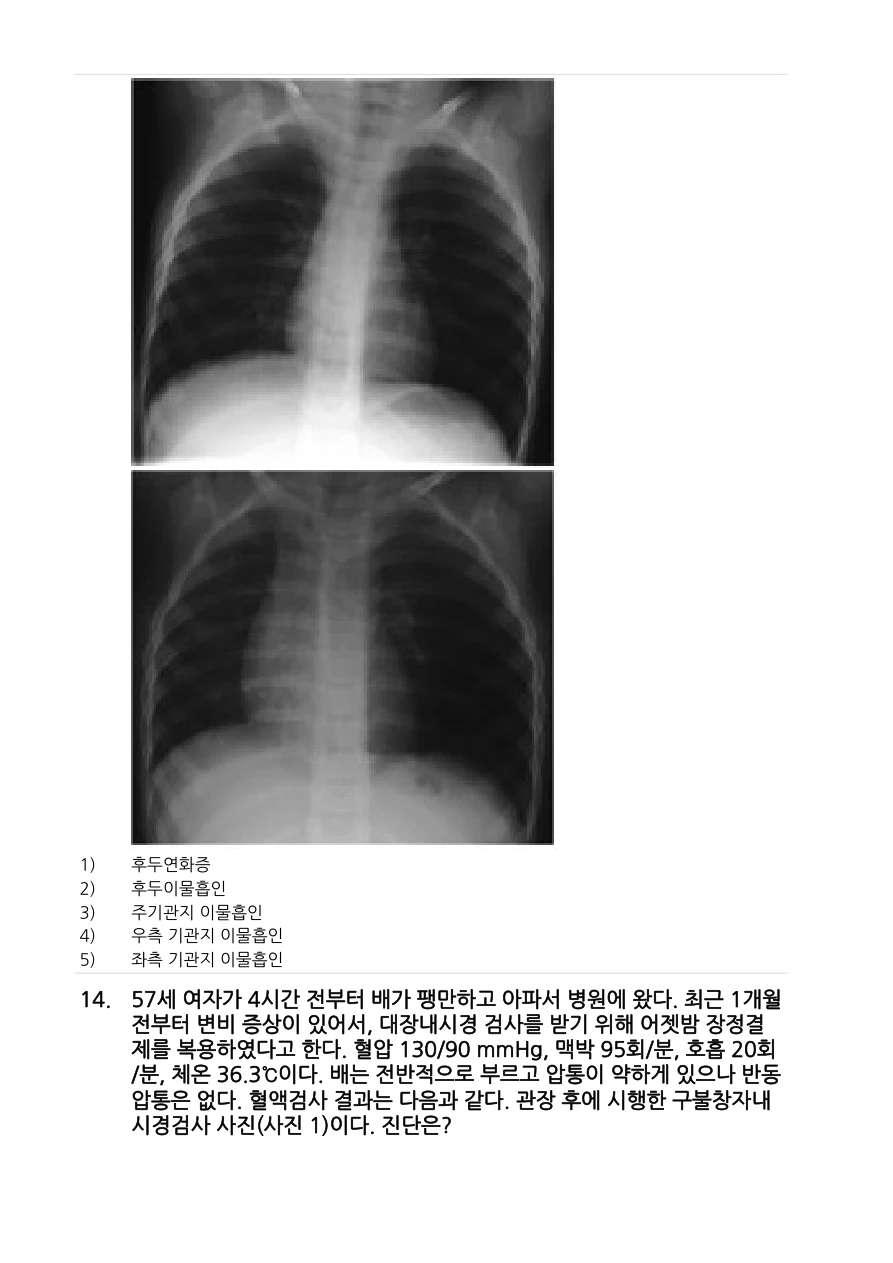 1) 후두연화증
2) 후두이물흡인
3) 주기관지 이물흡인
4) 우측 기관지 이물흡인
5) 좌측 기관지 이물흡인
14. 57세 여자가 4시간 전부터 배가 팽만하고 아파서 병원에 왔다. 최근 1개월
전부터 변비 증상이 있어서, 대장내시경 검사를 받기 위해 어젯밤 장정결
제를 복용하였다고 한다. 혈압 130/90 mmHg, 맥박 95회/분, 호흡 20회
/분, 체온 36.3℃이다. 배는 전반적으로 부르고 압통이 약하게 있으나 반동
압통은 없다. 혈액검사 결과는 다음과 같다. 관장 후에 시행한 구불창자내
시경검사 사진(사진 1)이다. 진단은?